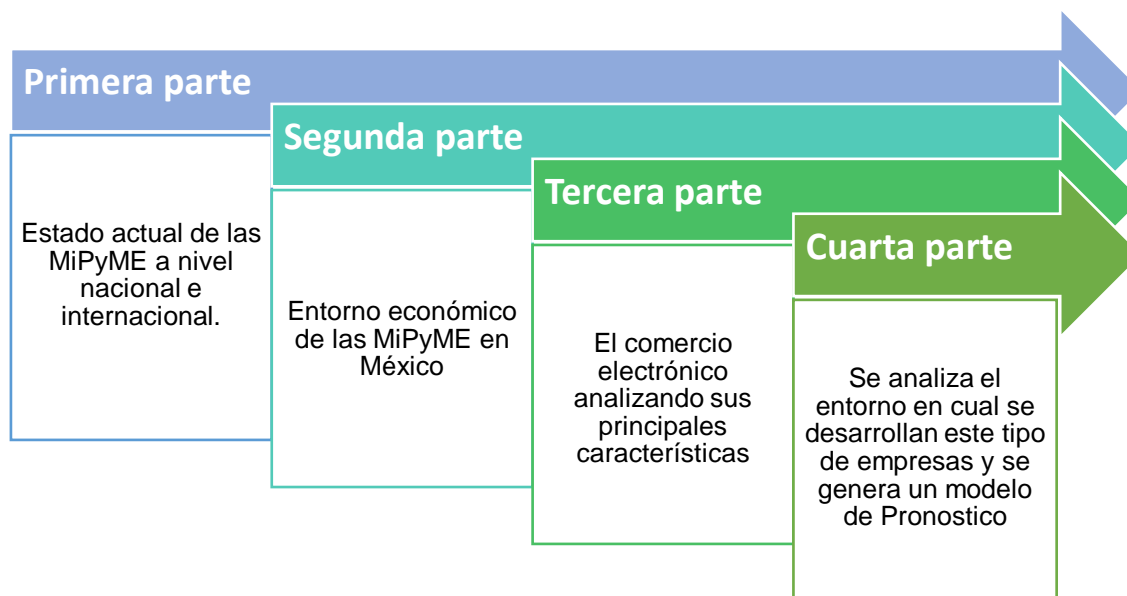 Primera parte
Estado actual de las
MiPyME a nivel
nacional e
internacional.
Segunda parte
Entorno económico
de las MiPyME en
México
Tercera parte
El comercio
electrónico
analizando sus
principales
característicias
Cuarta parte
Se analiza el
entorno en cual se
desarrollan este tipo
de empresas y se
genera un modelo
de Pronostico